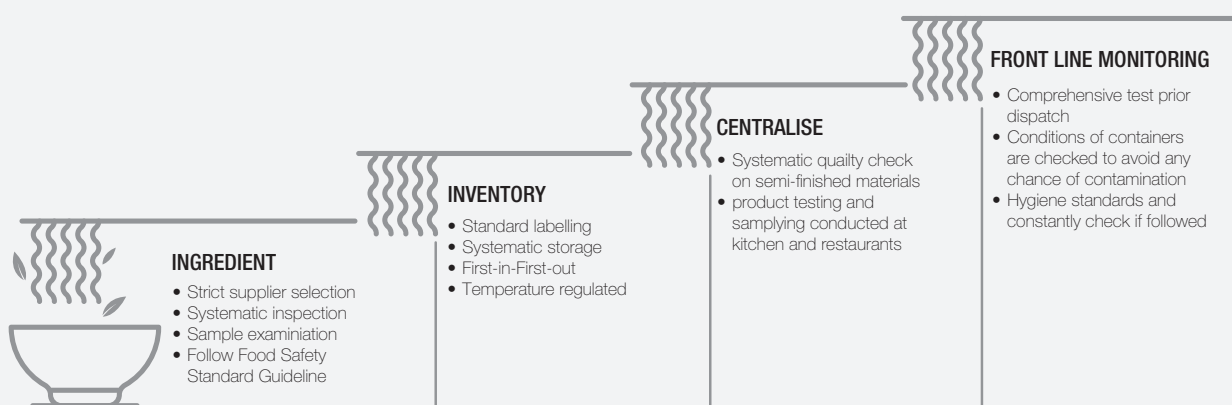 INGREDIENT
• Strict supplier selection
• Systematic inspection
• Sample examiniation
• Follow Food Safety
Standard Guideline
INVENTORY
• Standard labelling
• Systematic storage
• First-in-First-out
• Temperature regulated
CENTRALISE
• Systematic quailty check
on semi-finished materials
• product testing and
samplying conducted at
kitchen and restaurants
FRONT LINE MONITORING
• Comprehensive test prior
dispatch
• Conditions of containers
are checked to avoid any
chance of contamination
• Hygiene standards and
constantly check if followed